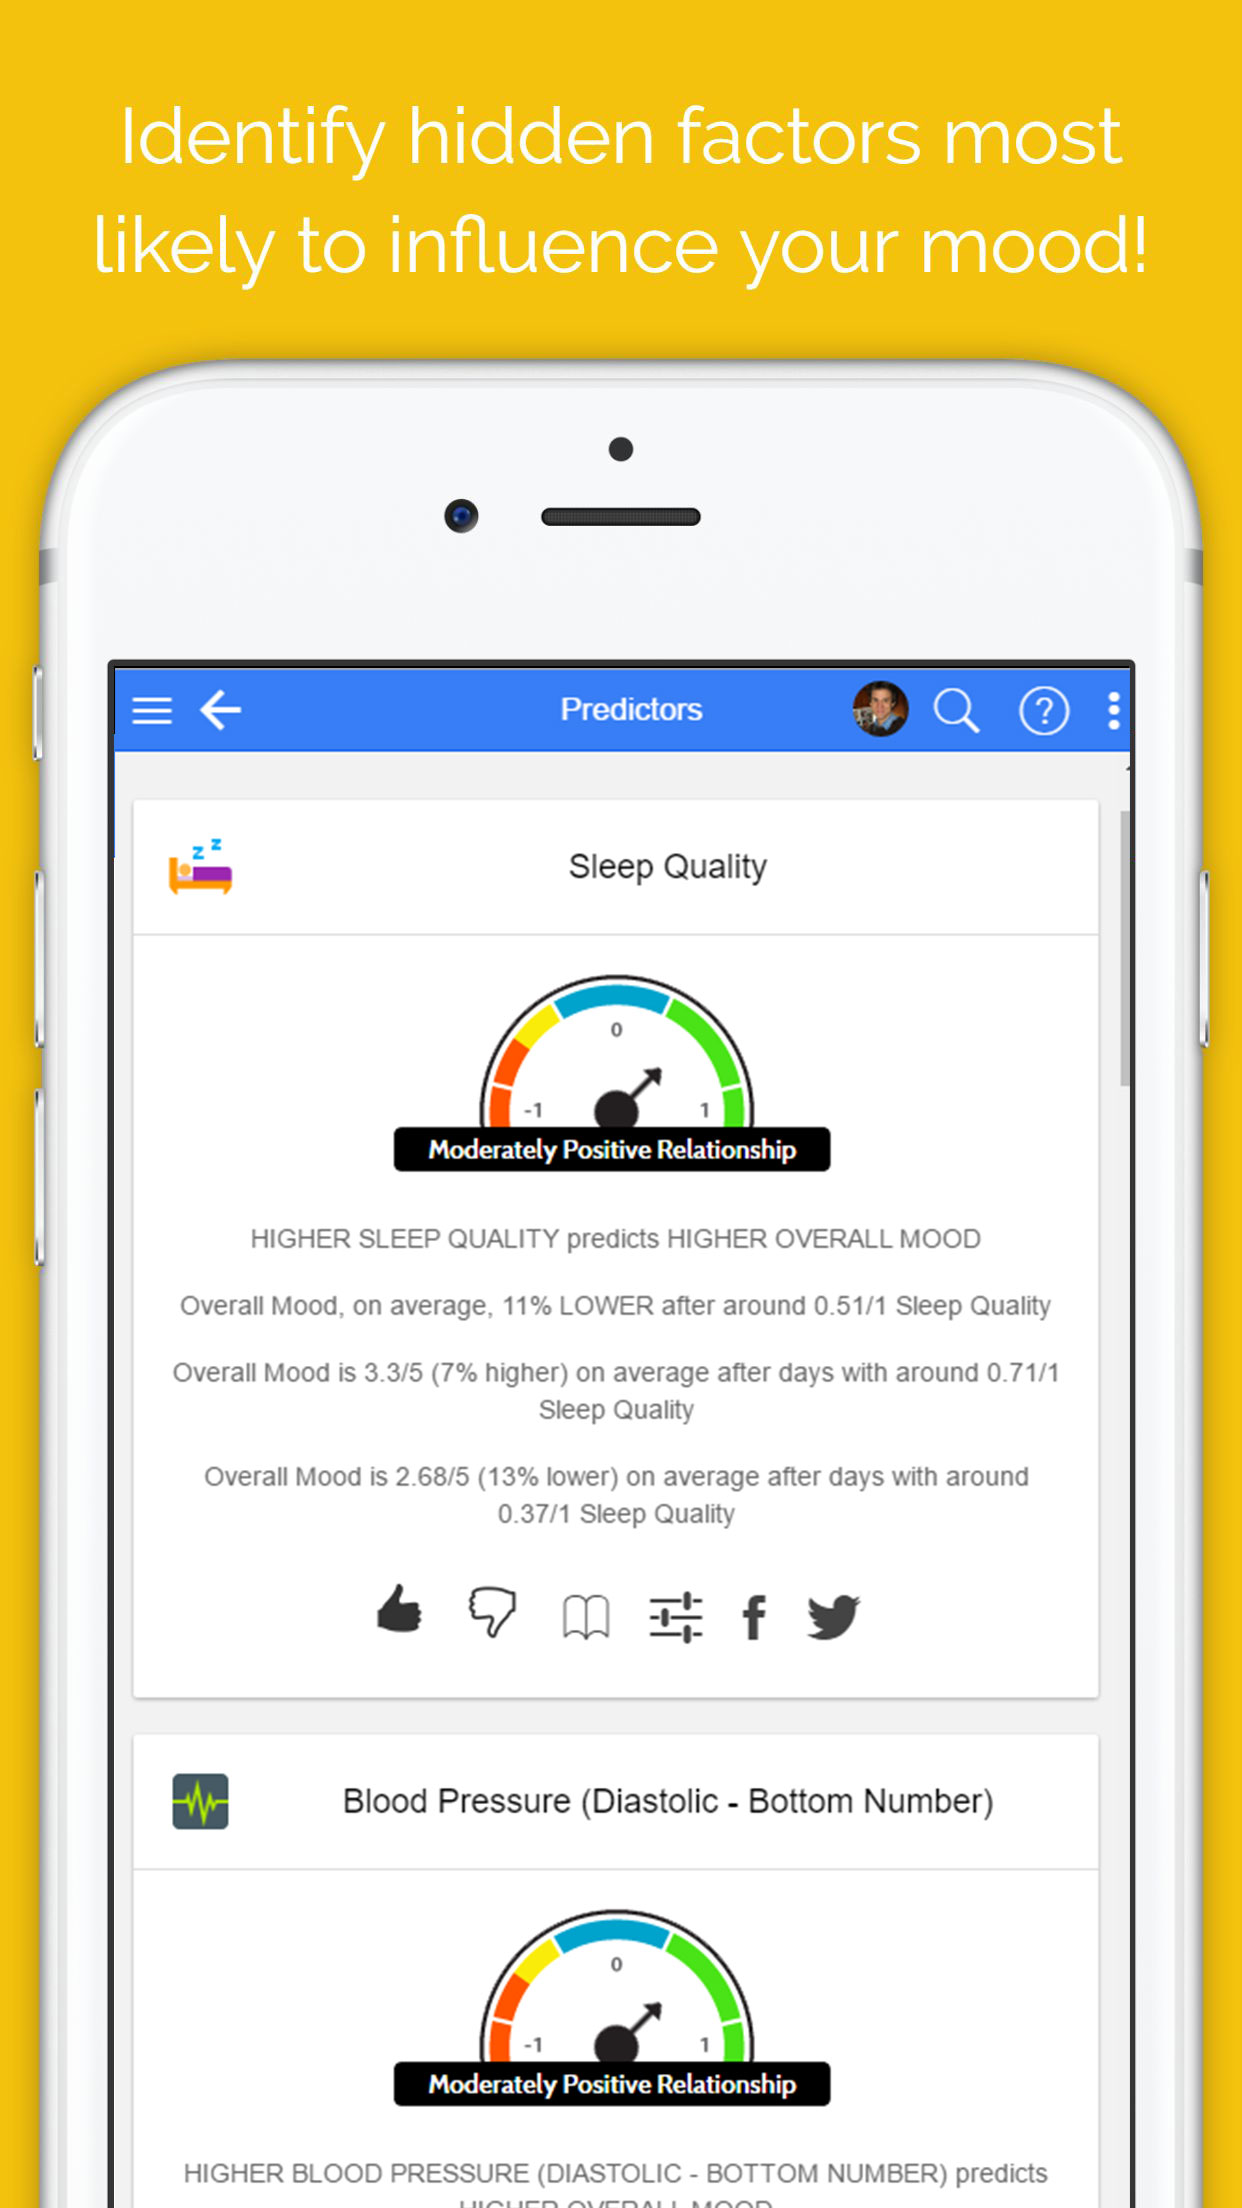 Identify hidden factors most
likely to influence your mood!
Predictors
?
z z
Sleep Quality
0
-1 1
Moderately Positive Relationship
HIGHER SLEEP QUALITY predicts HIGHER OVERALL MOOD
Overall Mood, on average, 11% LOWER after around 0.51/1 Sleep Quality
Overall Mood is 3.3/5 (7% higher) on average after days with around 0.71/1
Sleep Quality
Overall Mood is 2.68/5 (13% lower) on average after days with around
0.37/1 Sleep Quality
f
Blood Pressure (Diastolic - Bottom Number)
0
-1 1
Moderately Positive Relationship
HIGHER BLOOD PRESSURE (DIASTOLIC - BOTTOM NUMBER) predicts
HIGHER OVERALL MOOD